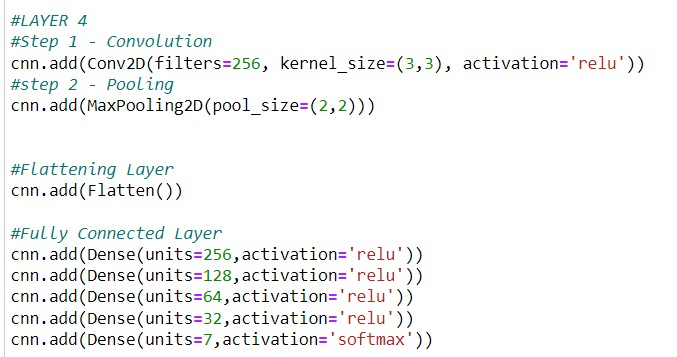 #LAYER 4
#Step 1 - Convolution
cnn.add(Conv2D(filters=256, kernel_size=(3,3), activation='relu'))
#step 2 - Pooling
cnn.add(MaxPooling2D(pool_size=(2,2)))
#Flattening Layer
cnn.add(Flatten())
#Fully Connected Layer
cnn.add(Dense(units=256,activation='relu'))
cnn.add(Dense(units=128,activation='relu'))
cnn.add(Dense(units=64,activation='relu'))
cnn.add(Dense(units=32,activation='relu'))
cnn.add(Dense(units=7,activation='softmax'))